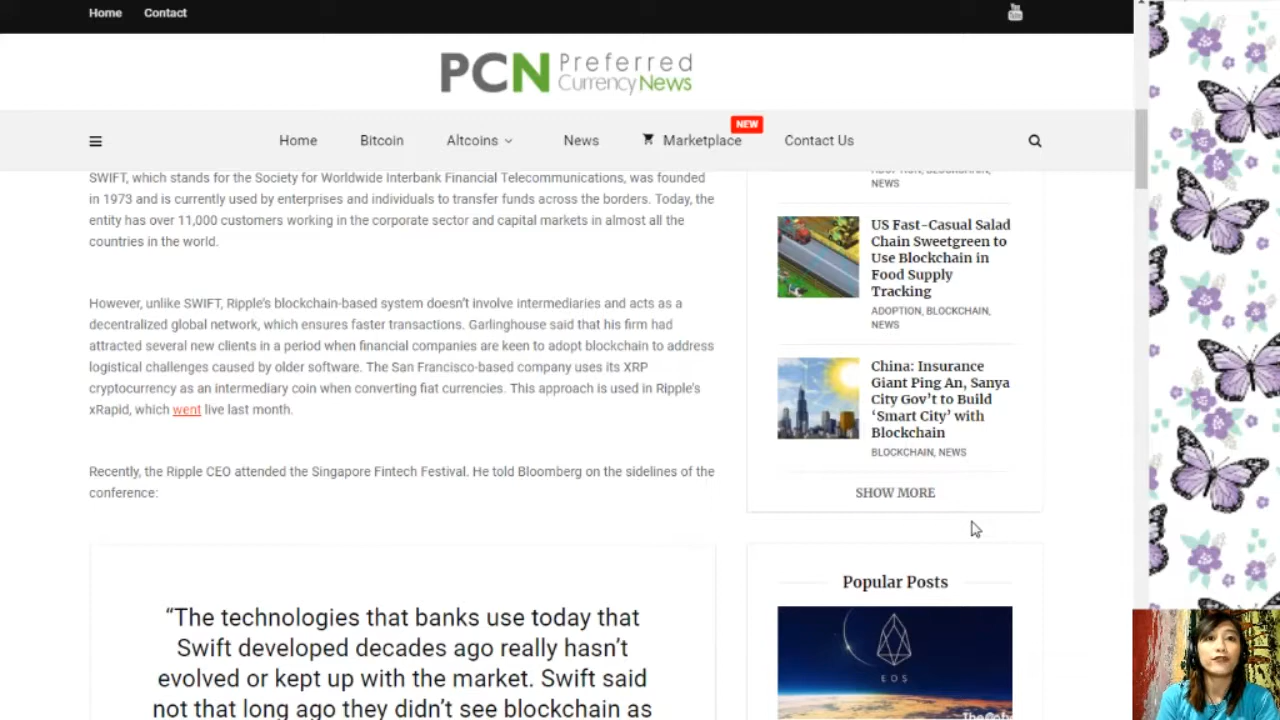 Home Contact
You Tube
PCN Preferred
CurrencyNews
NEW
Home Bitcoin Altcoins News Marketplace Contact Us
SWIFT, which stands for the Society for Worldwide Interbank Financial Telecommunications, was founded
in 1973 and is currently used by enterprises and individuals to transfer funds across the borders. Today, the
entity has over 11,000 customers working in the corporate sector and capital markets in almost all the
countries in the world.
However, unlike SWIFT, Ripple's blockchain-based system doesn't involve intermediaries and acts as a
decentralized global network, which ensures faster transactions. Garlinghouse said that his firm had
attracted several new clients in a period when financial companies are keen to adopt blockchain to address
logistical challenges caused by older software. The San Francisco-based company uses its XRP
cryptocurrency as an intermediary coin when converting fiat currencies. This approach is used in Ripple's
xRapid, which went live last month.
Recently, the Ripple CEO attended the Singapore Fintech Festival. He told Bloomberg on the sidelines of the
conference:
“The technologies that banks use today that
Swift developed decades ago really hasn't
evolved or kept up with the market. Swift said
not that long ago they didn't see blockchain as
ADOPTION, BLOCKCHAIN,
NEWS
US Fast-Casual Salad
Chain Sweetgreen to
Use Blockchain in
Food Supply
Tracking
ADOPTION, BLOCKCHAIN,
NEWS
China: Insurance
Giant Ping An, Sanya
City Gov't to Build
‘Smart City’ with
Blockchain
BLOCKCHAIN, NEWS
SHOW MORE
Popular Posts
EOS